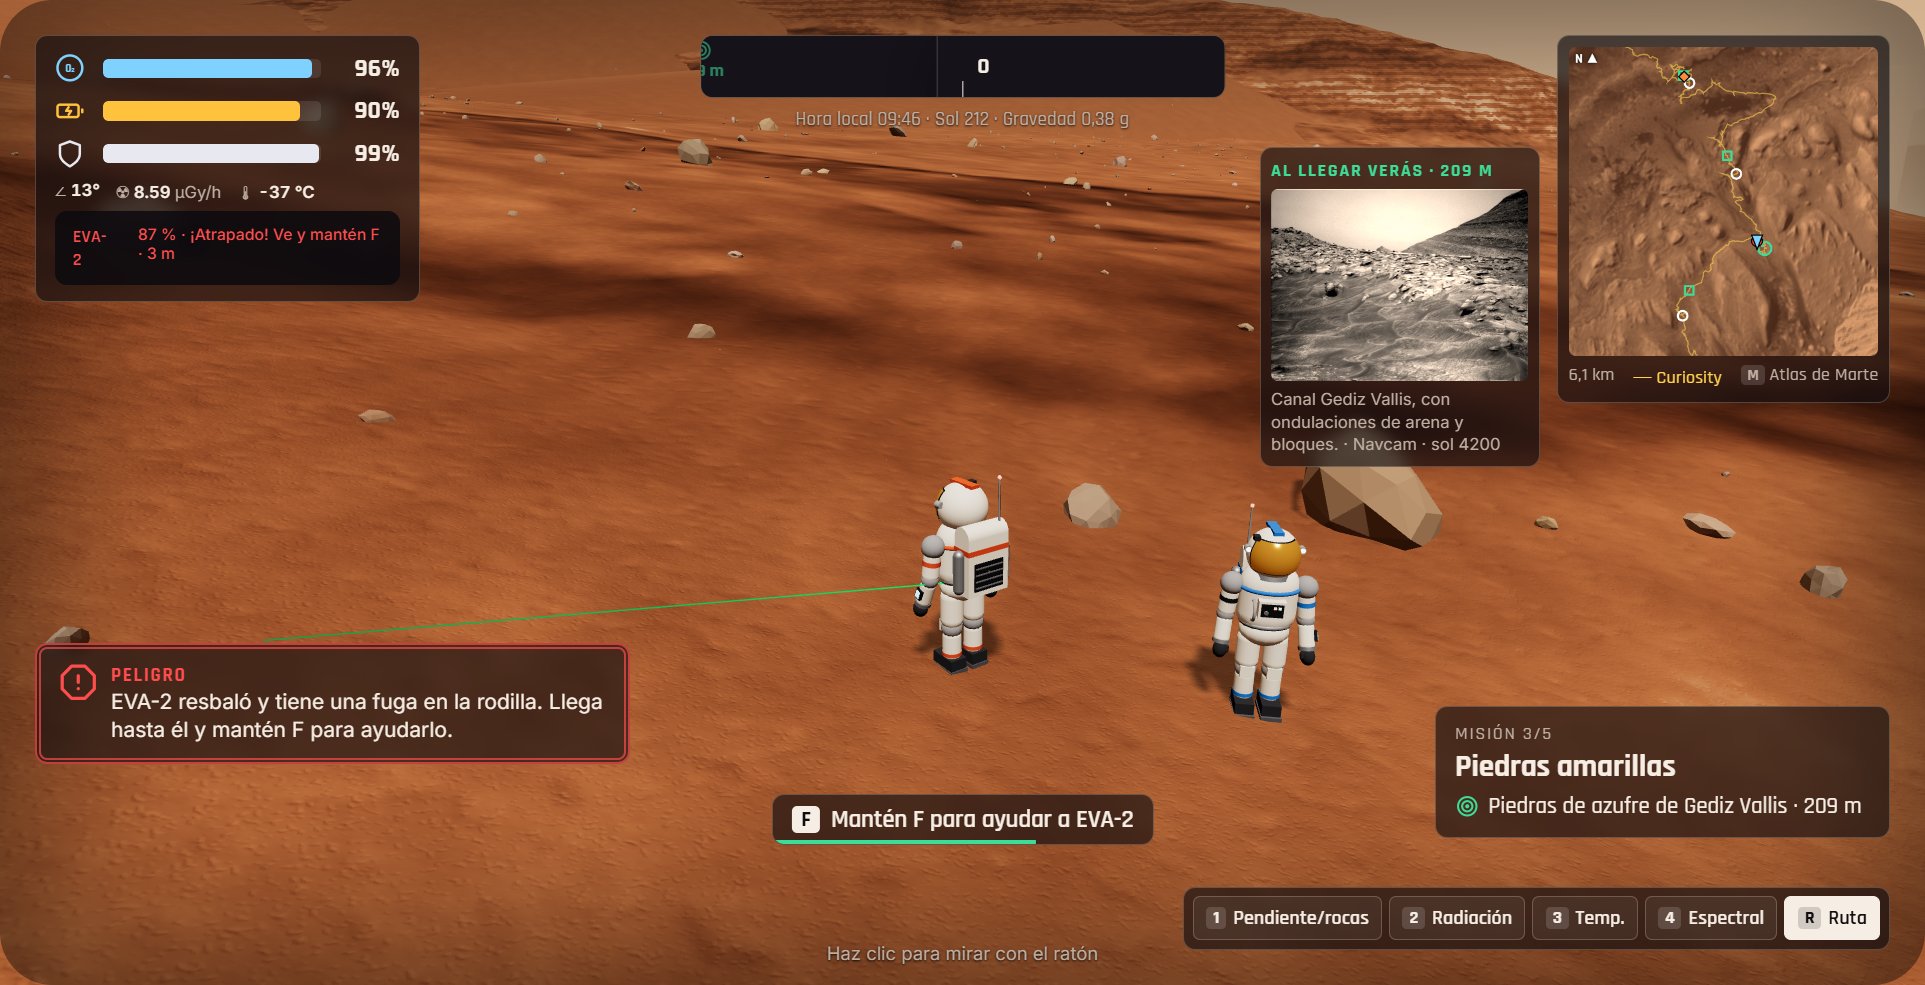 O₂ 96%
90%
99%
∠ 13° 8.59 µGy/h -37 °C
EVA-2 87 % · ¡Atrapado! Ve y mantén F · 3 m
O
Hora local 09:46 · Sol 212 · Gravedad 0,38 g
AL LLEGAR VERÁS · 209 M
Canal Gediz Vallis, con
ondulaciones de arena y
bloques. · Navcam · sol 4200
N ▲
6,1 km — Curiosity M Atlas de Marte
PELIGRO
EVA-2 resbaló y tiene una fuga en la rodilla. Llega
hasta él y mantén F para ayudarlo.
F Mantén F para ayudar a EVA-2
MISIÓN 3/5
Piedras amarillas
Piedras de azufre de Gediz Vallis · 209 m
1 Pendiente/rocas 2 Radiación 3 Temp. 4 Espectral R Ruta
Haz clic para mirar con el ratón